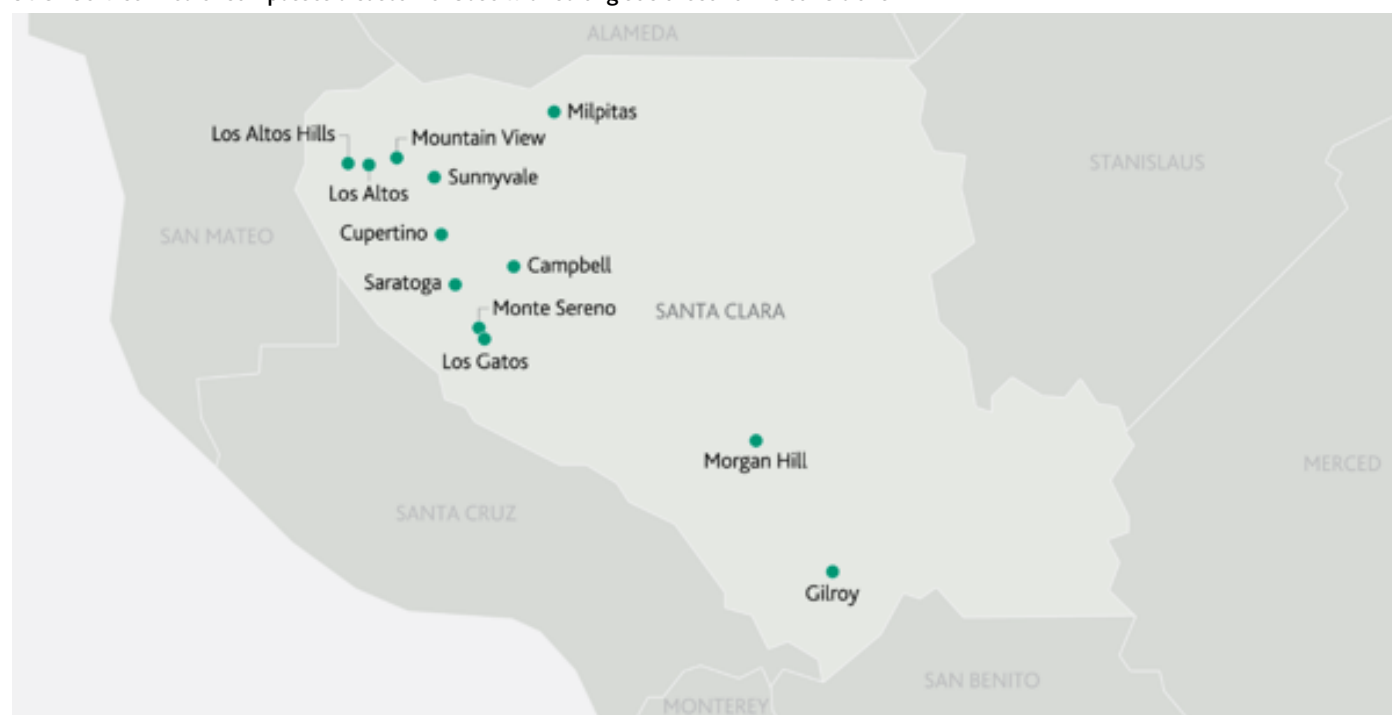 ALAMEDA
Milpitas
Los Altos Hills
Mountain View
STANISLAUS
Sunnyvale
Los Altos
Cupertino
SAN MATEO
Campbell
Saratoga
Monte Sereno
SANTA CLARA
Los Gatos
Morgan Hill
MERCED
SANTA CRUZ
Gilroy
SAN BENITO
MONTEREY